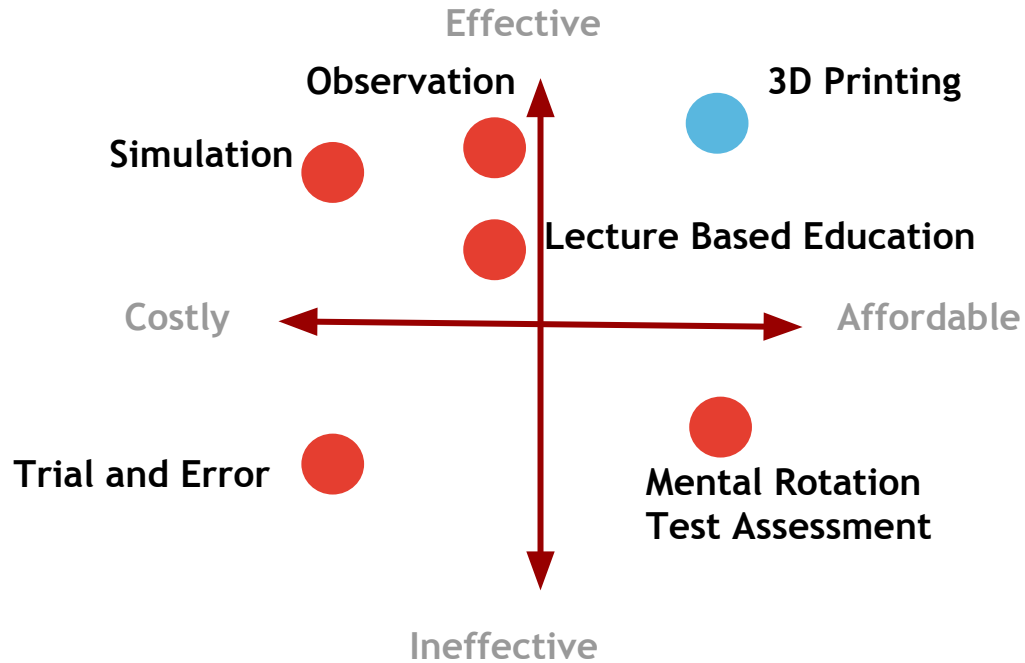 Effective
Observation
3D Printing
Simulation
Lecture Based Education
Costly
Affordable
Trial and Error
Mental Rotation
Test Assessment
Ineffective